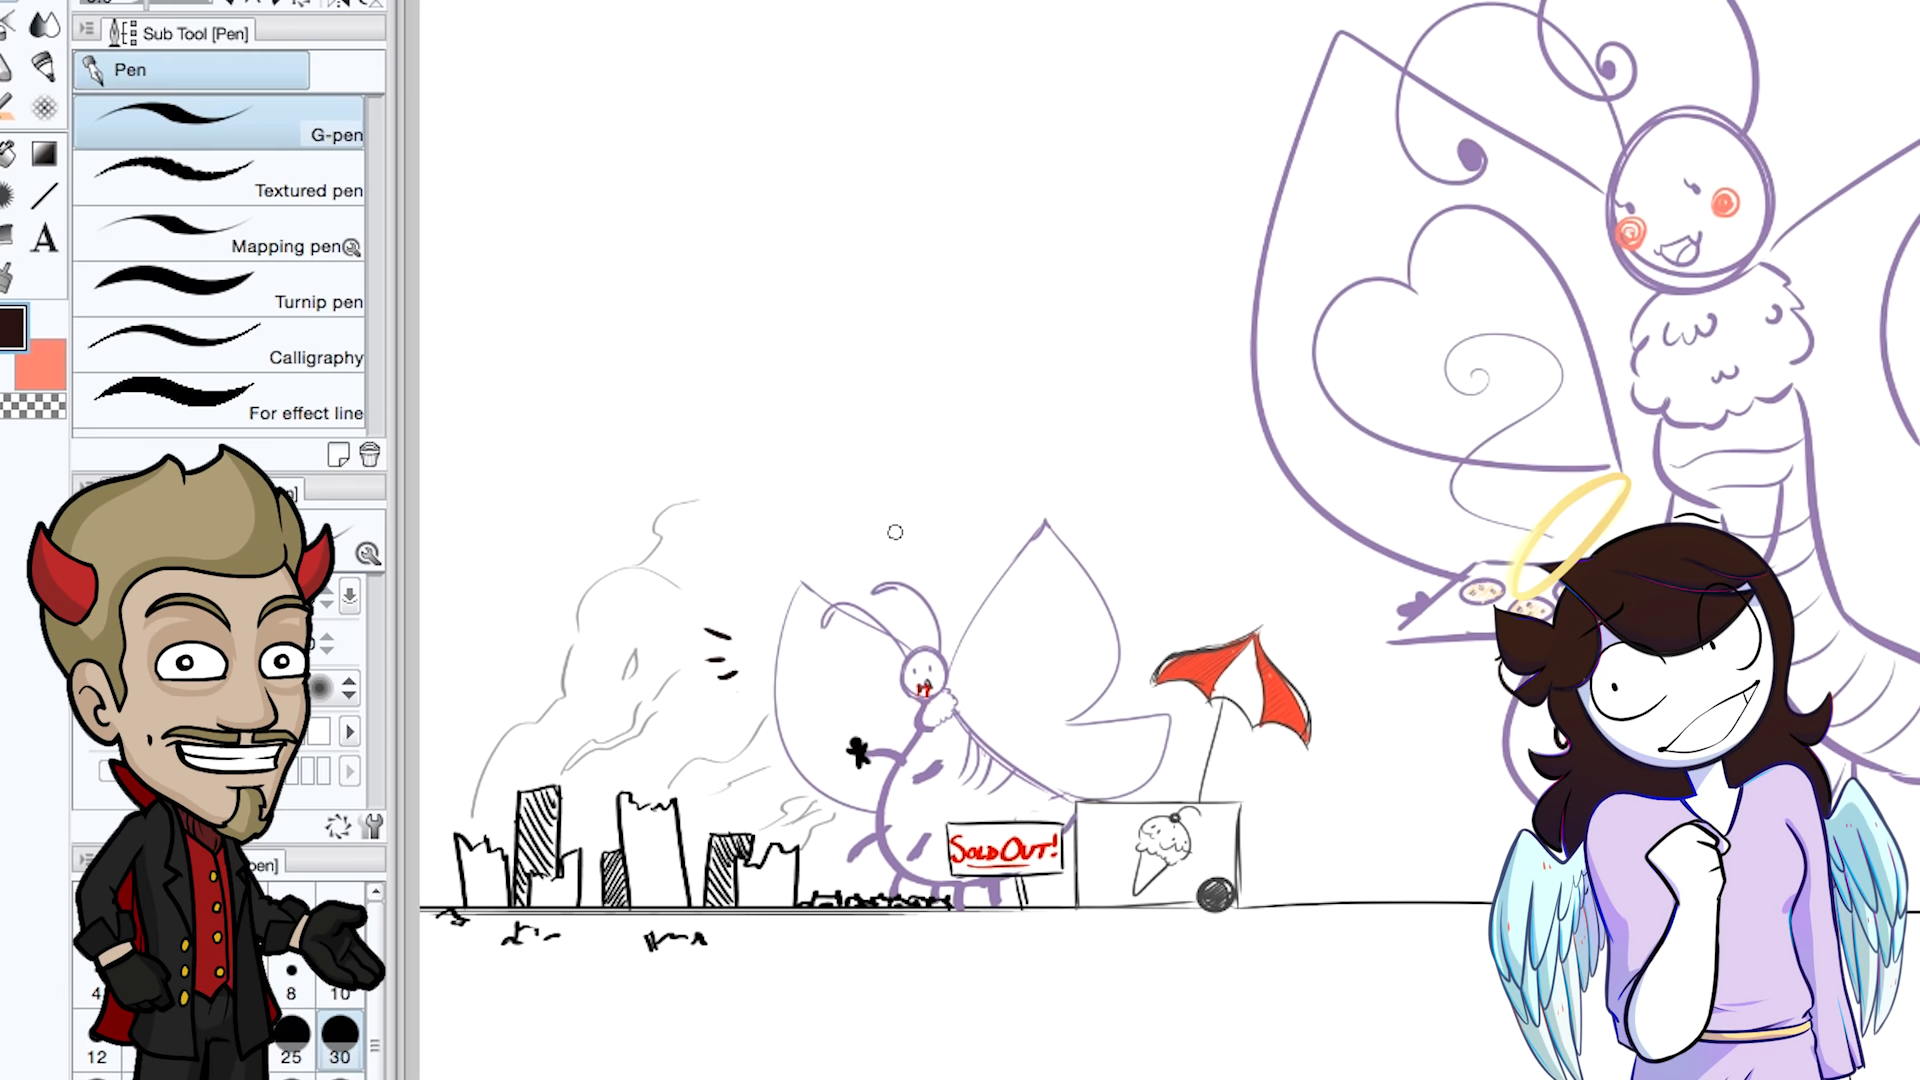 Sub Tool [Pen]
Pen
G-pen
Textured pen
Mapping pen
Turnip pen
Calligraphy
For effect line
SOLD OUT!
8
10
12
25
30